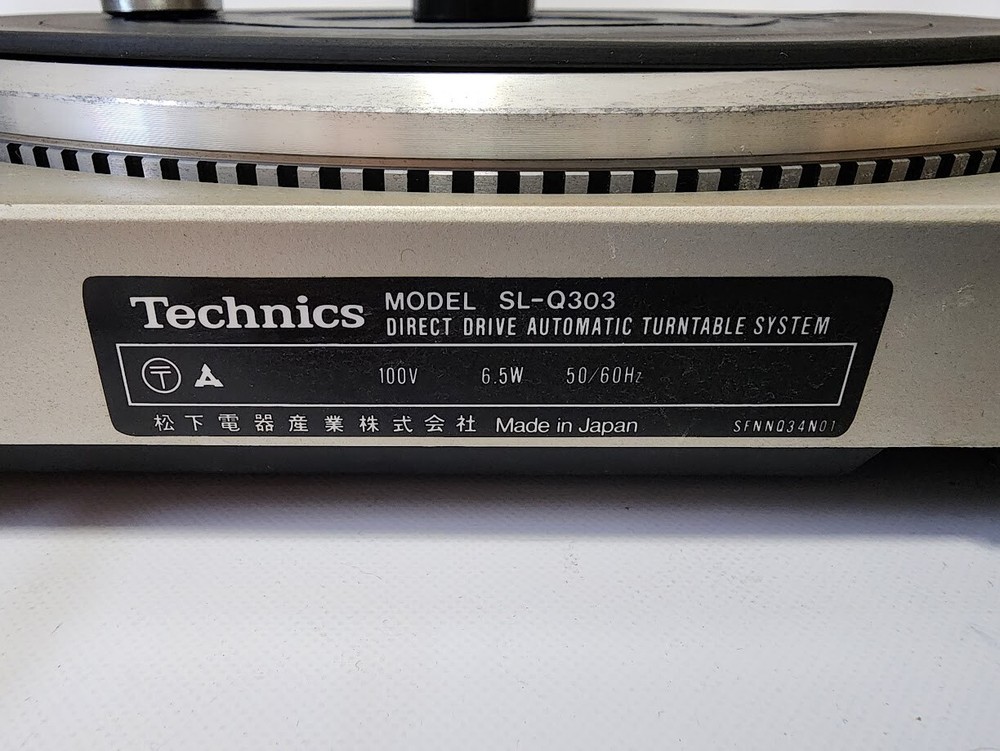 Technics MODEL SL-Q303
DIRECT DRIVE AUTOMATIC TURNTABLE SYSTEM
〒 100V 6.5W 50/60Hz
松下電器産業株式会社 Made in Japan SFNNQ34N01